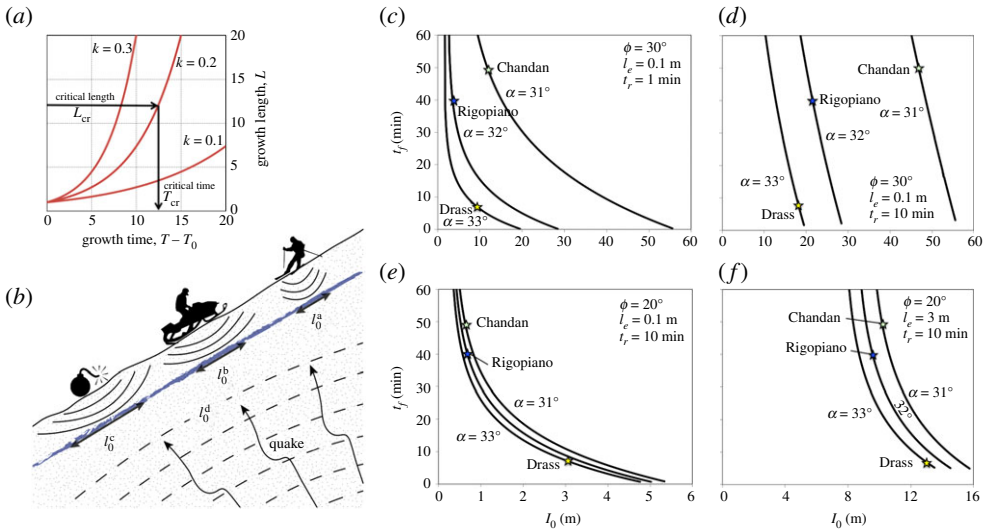 (a)
20
15
10
5
0
growth length, L
k = 0.3
k = 0.2
k = 0.1
critical length
L_cr
critical time
T_cr
0 5 10 15 20
growth time, T − T_0
(b)
l_0^a
l_0^b
l_0^c
l_0^d
quake
(c)
60
50
40
30
20
10
0
t_f (min)
ϕ = 30°
l_e = 0.1 m
t_r = 1 min
Chandan
α = 31°
Rigopiano
α = 32°
Drass
α = 33°
0 10 20 30 40 50 60
(d)
ϕ = 30°
l_e = 0.1 m
t_r = 10 min
Chandan
Rigopiano
α = 31°
α = 32°
α = 33°
Drass
0 10 20 30 40 50 60
(e)
60
50
40
30
20
10
0
t_f (min)
ϕ = 20°
l_e = 0.1 m
t_r = 10 min
Chandan
Rigopiano
α = 31°
α = 33°
Drass
0 1 2 3 4 5 6
I_0 (m)
(f)
ϕ = 20°
l_e = 3 m
t_r = 10 min
Chandan
Rigopiano
α = 31°
32°
α = 33°
Drass
0 4 8 12 16
I_0 (m)